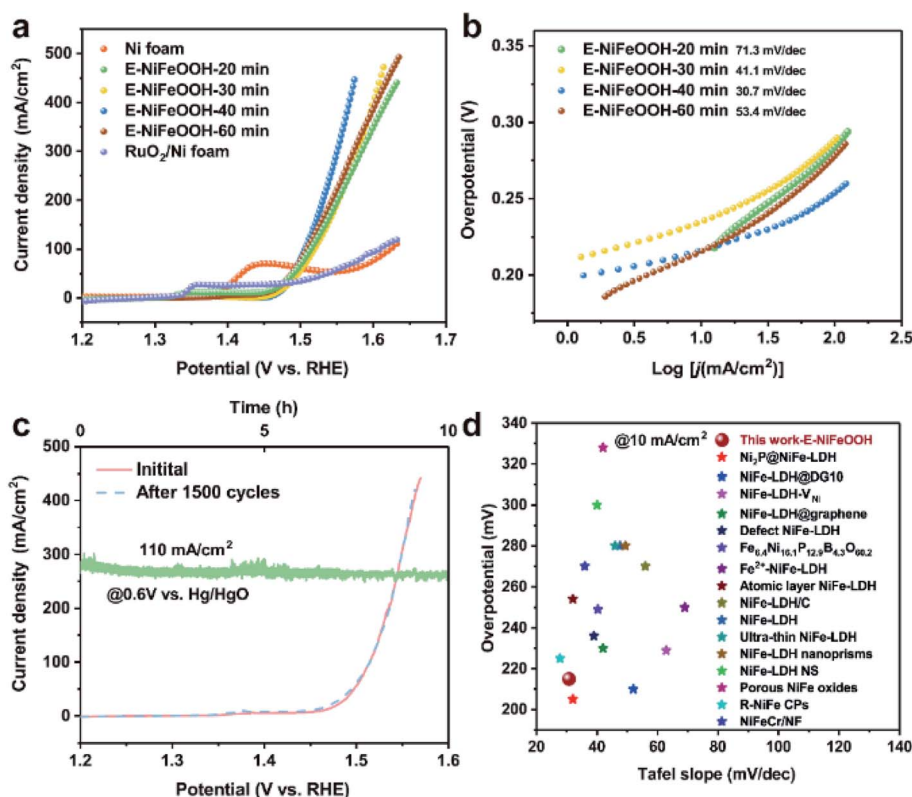 a
Ni foam
E-NiFeOOH-20 min
E-NiFeOOH-30 min
E-NiFeOOH-40 min
E-NiFeOOH-60 min
RuO₂/Ni foam
500
400
300
200
100
0
Current density (mA/cm²)
1.2 1.3 1.4 1.5 1.6 1.7
Potential (V vs. RHE)
b
E-NiFeOOH-20 min 71.3 mV/dec
E-NiFeOOH-30 min 41.1 mV/dec
E-NiFeOOH-40 min 30.7 mV/dec
E-NiFeOOH-60 min 53.4 mV/dec
0.35
0.30
0.25
0.20
Overpotential (V)
0.0 0.5 1.0 1.5 2.0 2.5
Log [j(mA/cm²)]
c
Time (h)
0 5 10
500
400
300
200
100
0
Current density (mA/cm²)
Initital
After 1500 cycles
110 mA/cm²
@0.6V vs. Hg/HgO
1.2 1.3 1.4 1.5 1.6
Potential (V vs. RHE)
d
@10 mA/cm²
340
320
300
280
260
240
220
200
Overpotential (mV)
This work-E-NiFeOOH
Ni₂P@NiFe-LDH
NiFe-LDH@DG10
NiFe-LDH-V_Ni
NiFe-LDH@graphene
Defect NiFe-LDH
Fe₆.₄Ni₁₆.₁P₁₂.₉B₄.₃O₆₀.₂
Fe²⁺-NiFe-LDH
Atomic layer NiFe-LDH
NiFe-LDH/C
NiFe-LDH
Ultra-thin NiFe-LDH
NiFe-LDH nanoprisms
NiFe-LDH NS
Porous NiFe oxides
R-NiFe CPs
NiFeCr/NF
20 40 60 80 100 120 140
Tafel slope (mV/dec)